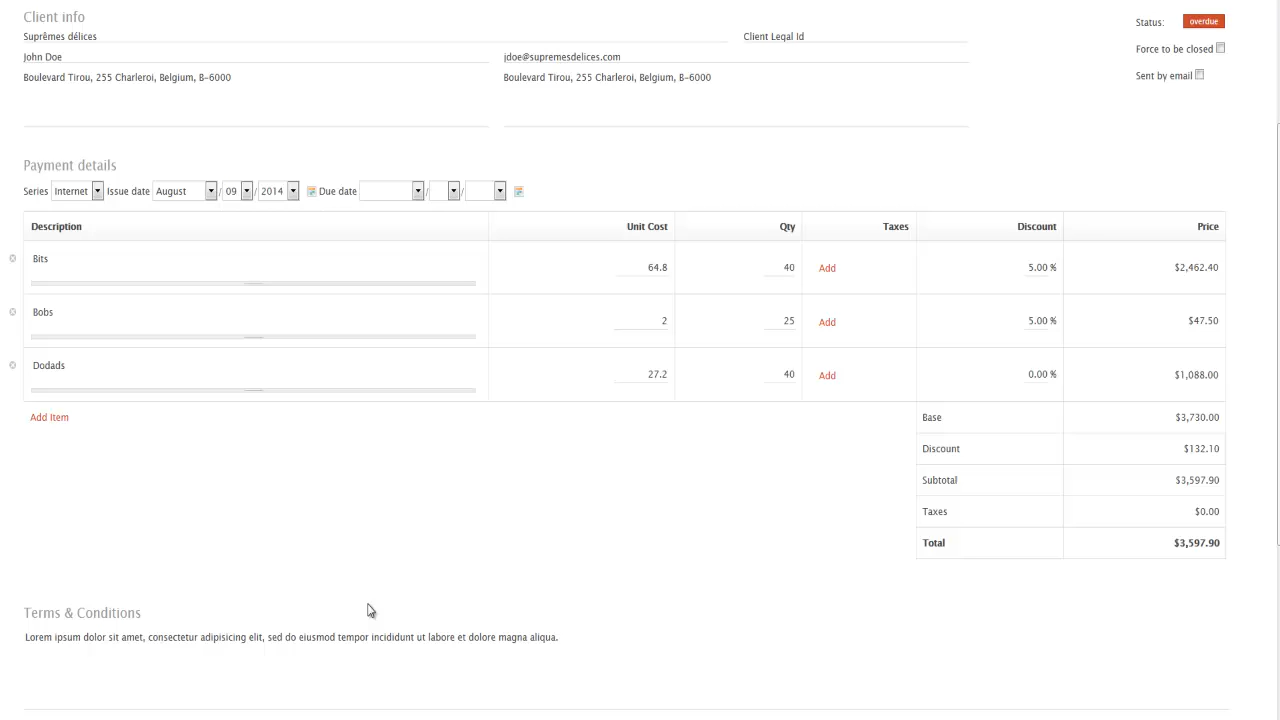 Client info
Status: overdue
Suprêmes délices
Client Legal Id
Force to be closed
John Doe
jdoe@supremesdelices.com
Sent by email
Boulevard Tirou, 255 Charleroi, Belgium, B-6000
Boulevard Tirou, 255 Charleroi, Belgium, B-6000
Payment details
Series Internet Issue date August / 09 / 2014 Due date / /
Description Unit Cost Qty Taxes Discount Price
Bits 64.8 40 Add 5.00 % $2,462.40
Bobs 2 25 Add 5.00 % $47.50
Dodads 27.2 40 Add 0.00 % $1,088.00
Add Item
Base $3,730.00
Discount $132.10
Subtotal $3,597.90
Taxes $0.00
Total $3,597.90
Terms & Conditions
Lorem ipsum dolor sit amet, consectetur adipisicing elit, sed do eiusmod tempor incididunt ut labore et dolore magna aliqua.